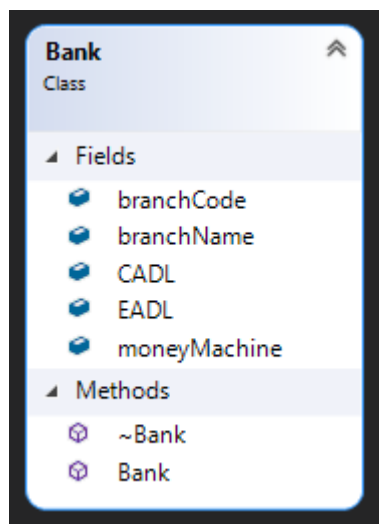 Bank
Class
Fields
branchCode
branchName
CADL
EADL
moneyMachine
Methods
~Bank
Bank